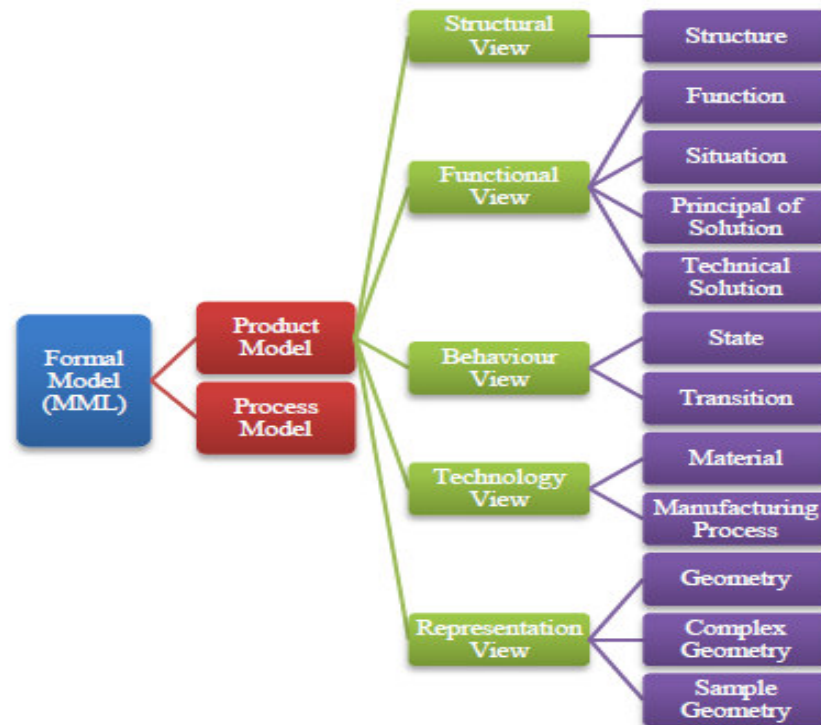 Formal
Model
(MML)
Product
Model
Process
Model
Structural
View
Functional
View
Behaviour
View
Technology
View
Representation
View
Structure
Function
Situation
Principal of
Solution
Technical
Solution
State
Transition
Material
Manufacturing
Process
Geometry
Complex
Geometry
Sample
Geometry